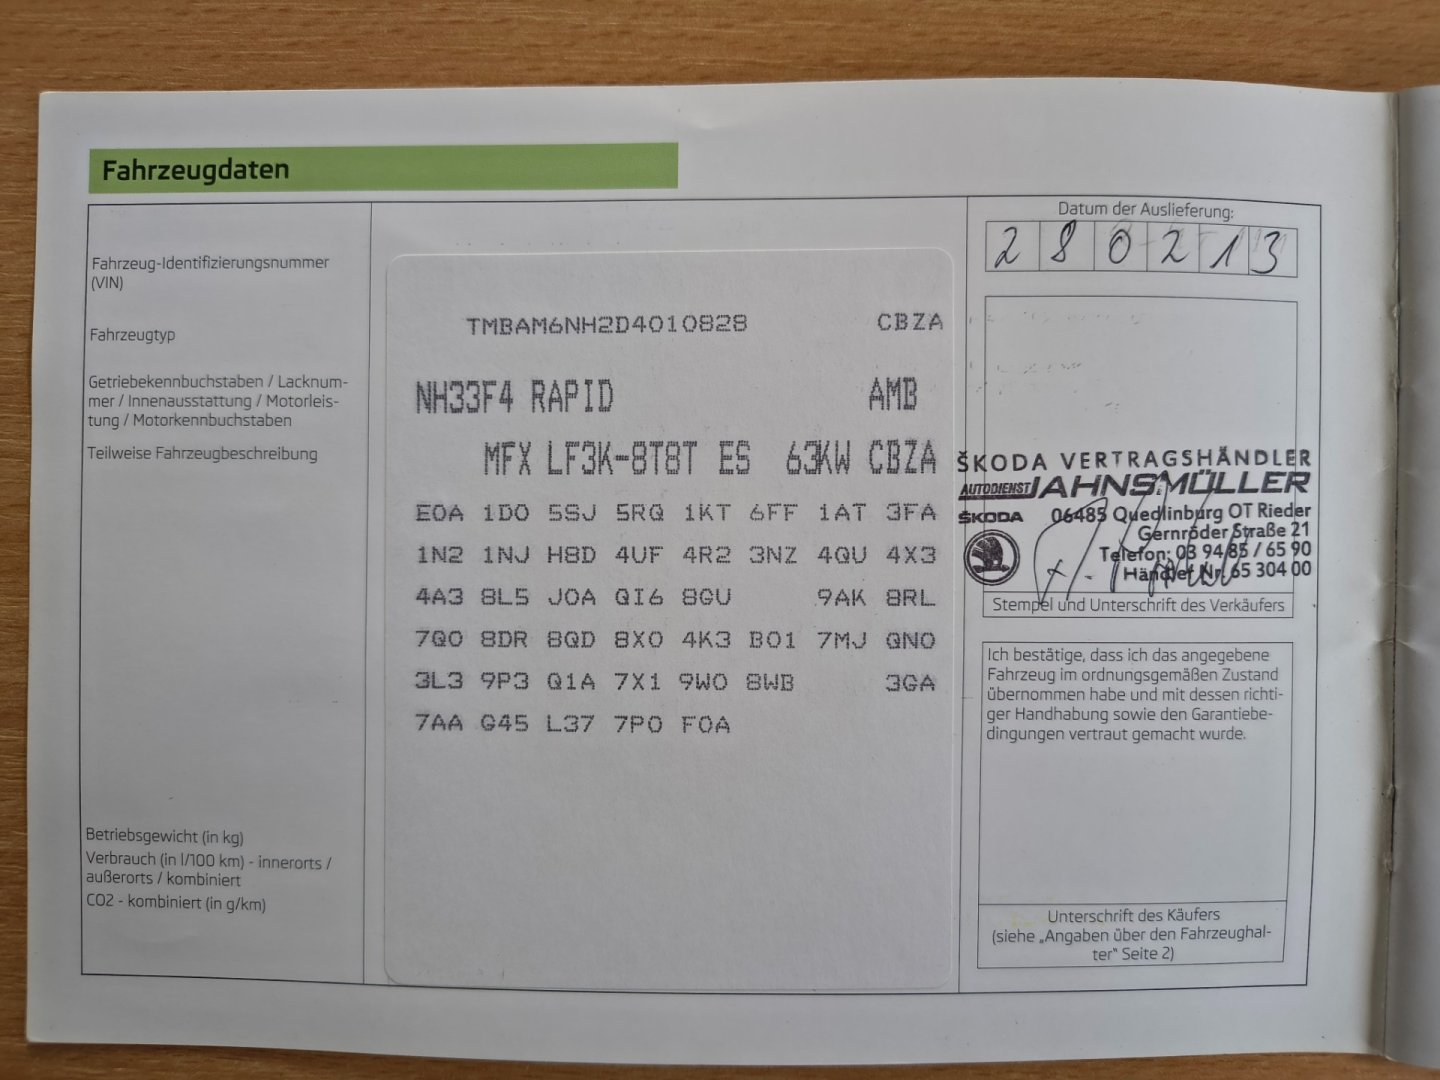 Fahrzeugdaten
Fahrzeug-Identifizierungsnummer
(VIN)
Fahrzeugtyp
Getriebekennbuchstaben / Lacknum-
mer / Innenausstattung / Motorleis-
tung / Motorkennbuchstaben
Teilweise Fahrzeugbeschreibung
Betriebsgewicht (in kg)
Verbrauch (in l/100 km) - innerorts /
außerorts / kombiniert
CO2 - kombiniert (in g/km)
TMBAM6NH2D4010828 CBZA
NH33F4 RAPID AMB
MFX LF3K-8T8T ES 63KW CBZA
E0A 1D0 5SJ 5RQ 1KT 6FF 1AT 3FA
1N2 1NJ H8D 4UF 4R2 3NZ 4QU 4X3
4A3 8L5 J0A QI6 8GU 9AK 8RL
7Q0 8DR 8QD 8X0 4K3 B01 7MJ QN0
3L3 9P3 Q1A 7X1 9W0 8WB 3GA
7AA G45 L37 7P0 F0A
Datum der Auslieferung:
2 8 0 2 1 3
ŠKODA VERTRAGSHÄNDLER
AUTODIENST JAHNSMÜLLER
ŠKODA 06485 Quedlinburg OT Rieder
Gernröder Straße 21
Telefon: 03 94 85 / 65 90
Händler Nr. 65 304 00
Stempel und Unterschrift des Verkäufers
Ich bestätige, dass ich das angegebene
Fahrzeug im ordnungsgemäßen Zustand
übernommen habe und mit dessen richti-
ger Handhabung sowie den Garantiebe-
dingungen vertraut gemacht wurde.
Unterschrift des Käufers
(siehe „Angaben über den Fahrzeughal-
ter" Seite 2)